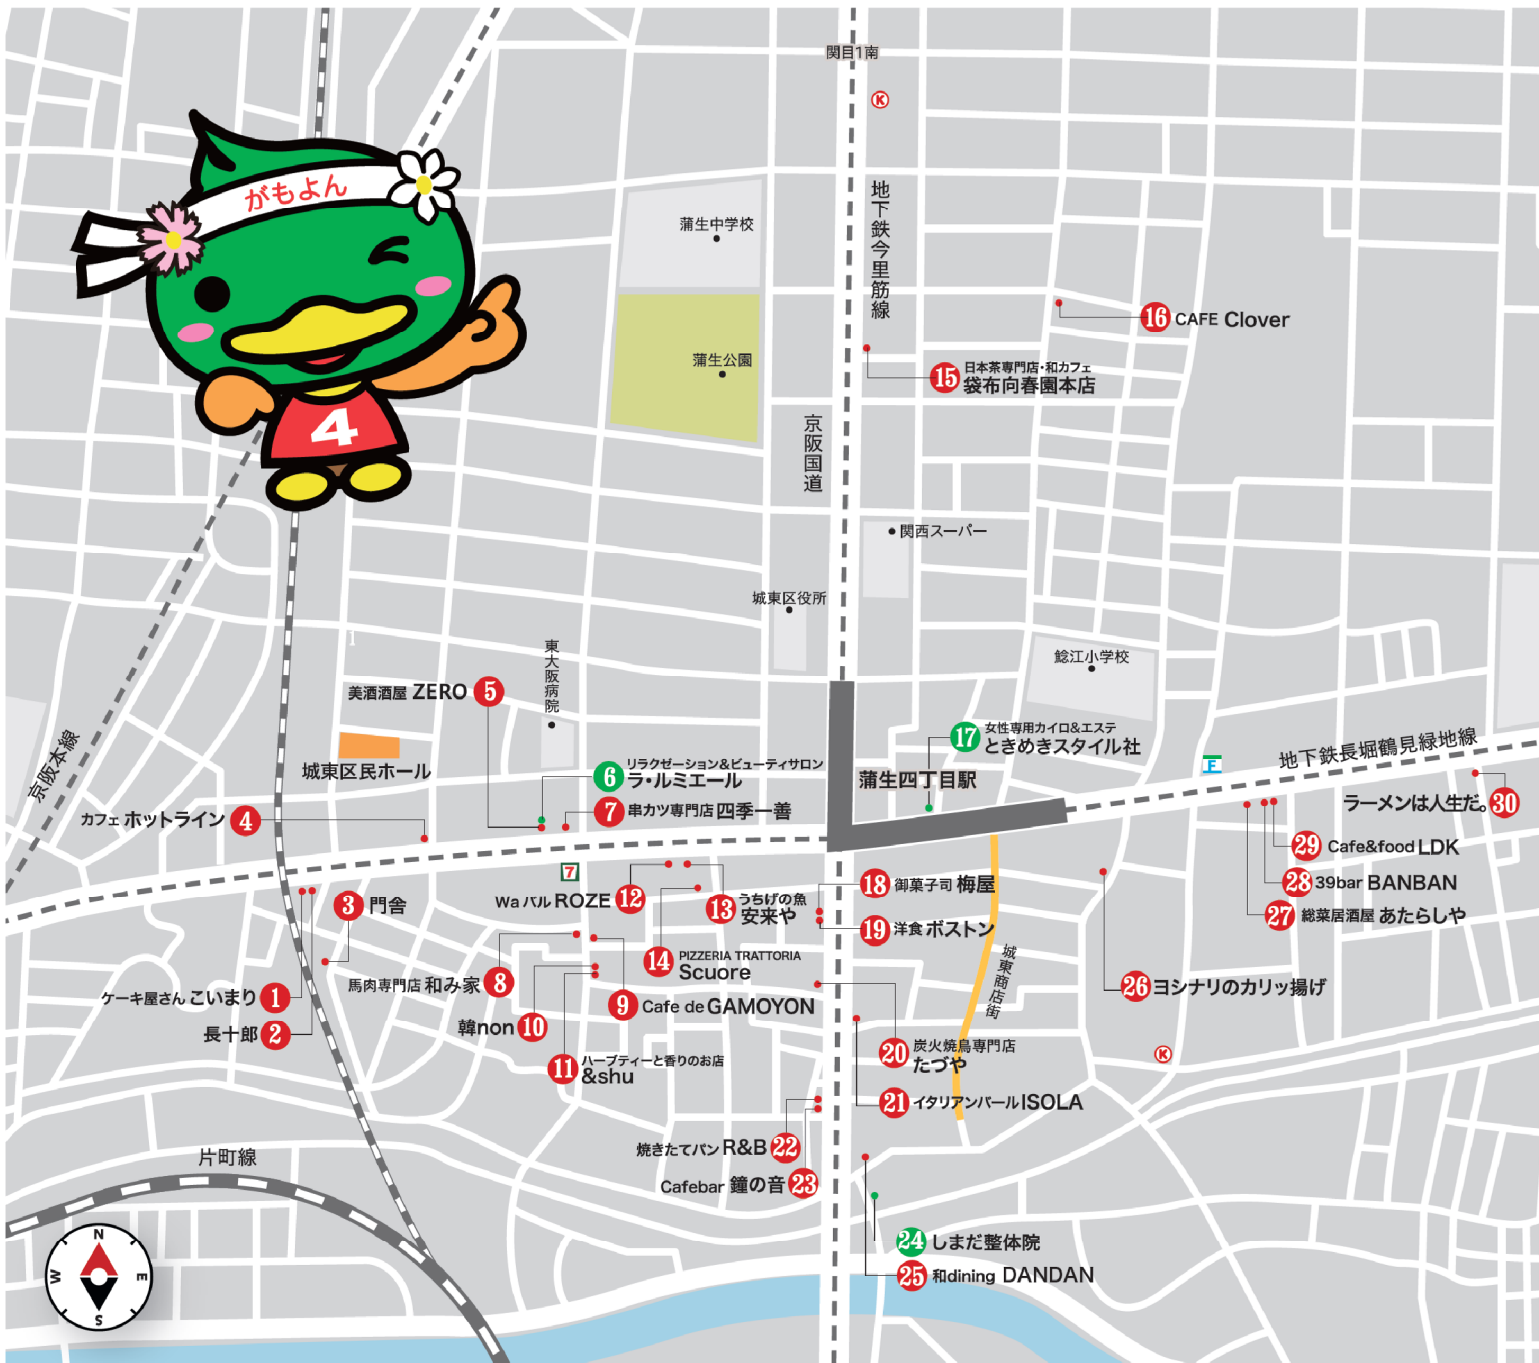 関目1南
K
がもよん
4
地下鉄今里筋線
蒲生中学校
16 CAFE Clover
蒲生公園
15 日本茶専門店・和カフェ
袋布向春園本店
京阪国道
関西スーパー
城東区役所
東大阪病院
鯰江小学校
美酒酒屋 ZERO 5
17 女性専用カイロ&エステ
ときめきスタイル社
京阪本線
城東区民ホール
6 リラクゼーション&ビューティサロン
ラ・ルミエール
蒲生四丁目駅
地下鉄長堀鶴見緑地線
E
カフェ ホットライン 4
7 串カツ専門店 四季一善
ラーメンは人生だ。 30
29 Cafe&food LDK
7
28 39bar BANBAN
3 門舎
Wa バル ROZE 12
13 うちげの魚
安来や
18 御菓子司 梅屋
27 総菜居酒屋 あたらしや
19 洋食 ボストン
14 PIZZERIA TRATTORIA
Scuore
城東商店街
馬肉専門店 和み家 8
26 ヨシナリのカリッ揚げ
ケーキ屋さん こいまり 1
9 Cafe de GAMOYON
長十郎 2
韓non 10
20 炭火焼鳥専門店
たづや
K
11 ハーブティーと香りのお店
&shu
21 イタリアンバール ISOLA
焼きたてパン R&B 22
片町線
Cafebar 鐘の音 23
24 しまだ整体院
25 和dining DANDAN
N
W
E
S